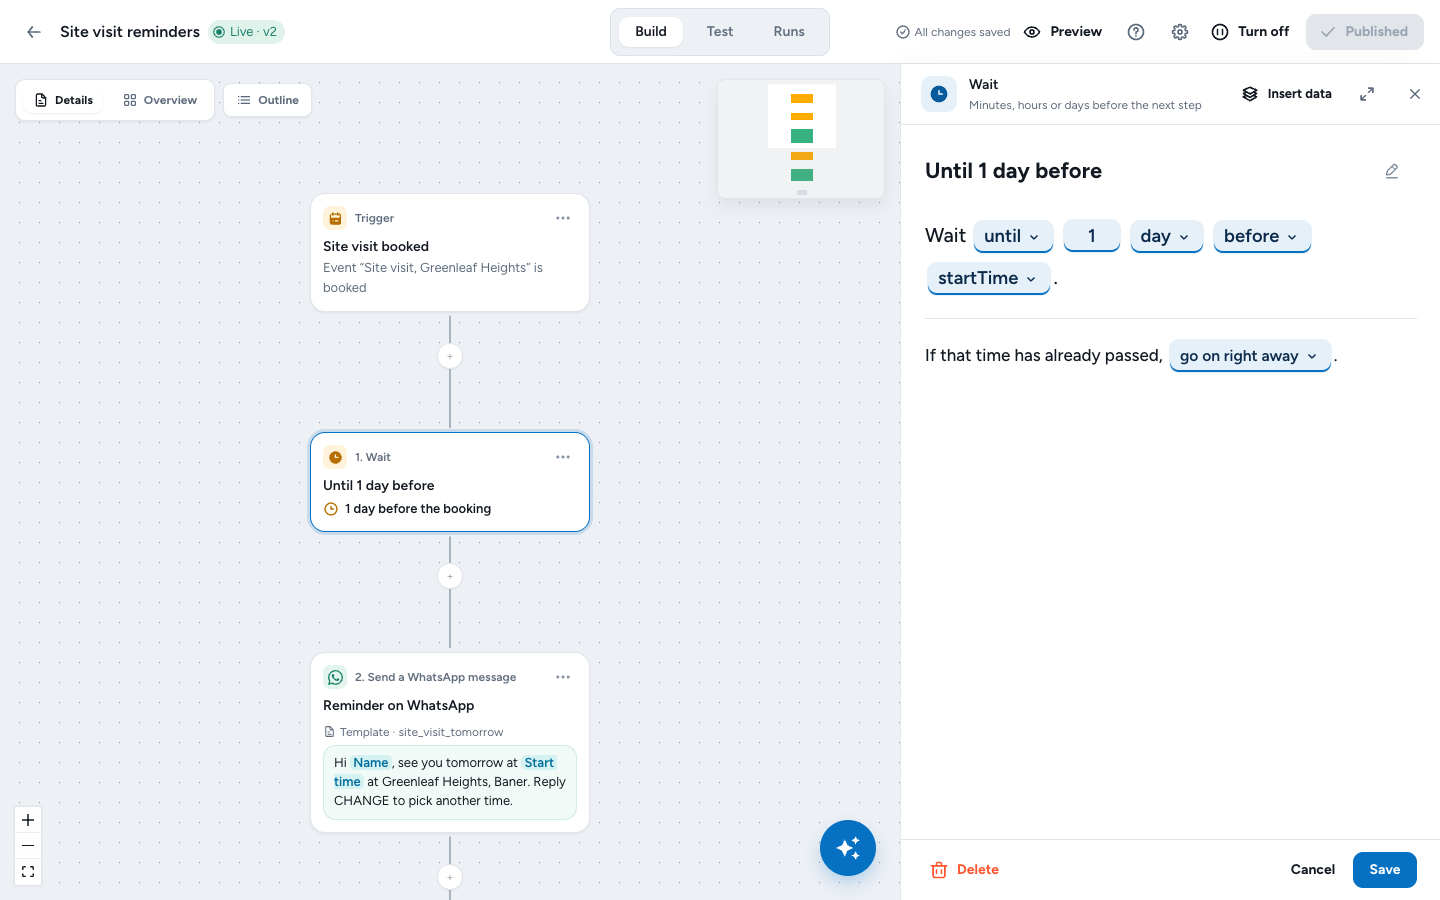 Site visit reminders
Live · v2
Build
Test
Runs
All changes saved
Preview
Turn off
Published
Details
Overview
Outline
Trigger
Site visit booked
Event “Site visit, Greenleaf Heights” is
booked
1. Wait
Until 1 day before
1 day before the booking
2. Send a WhatsApp message
Reminder on WhatsApp
Template · site_visit_tomorrow
Hi Name, see you tomorrow at Start
time at Greenleaf Heights, Baner. Reply
CHANGE to pick another time.
Wait
Minutes, hours or days before the next step
Insert data
Until 1 day before
Wait until 1 day before
startTime.
If that time has already passed, go on right away.
Delete
Cancel
Save